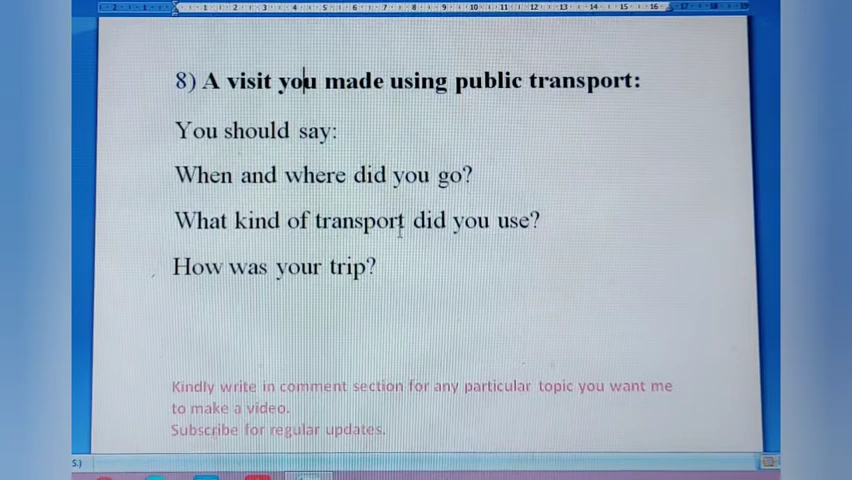 8) A visit you made using public transport:
You should say:
When and where did you go?
What kind of transport did you use?
How was your trip?
Kindly write in comment section for any particular topic you want me
to make a video.
Subscribe for regular updates.